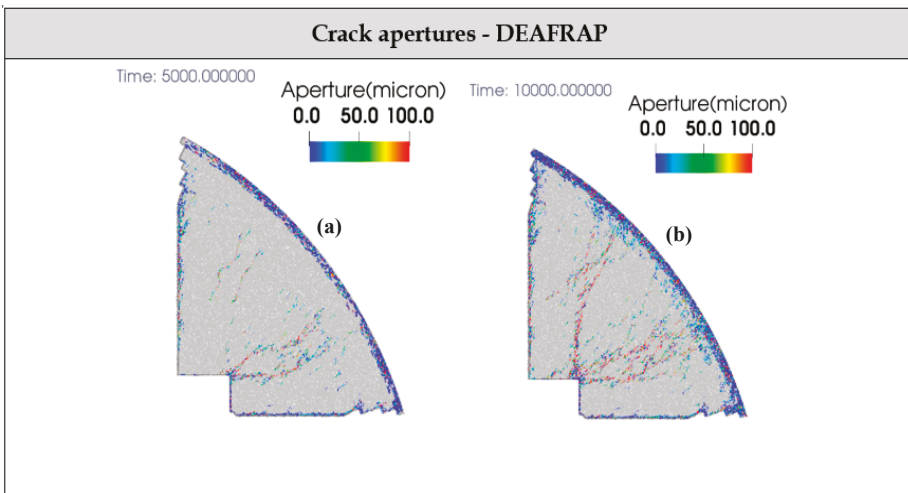 Crack apertures - DEAFRAP
Time: 5000.000000
Aperture(micron)
0.0 50.0 100.0
(a)
Time: 10000.000000
Aperture(micron)
0.0 50.0 100.0
(b)